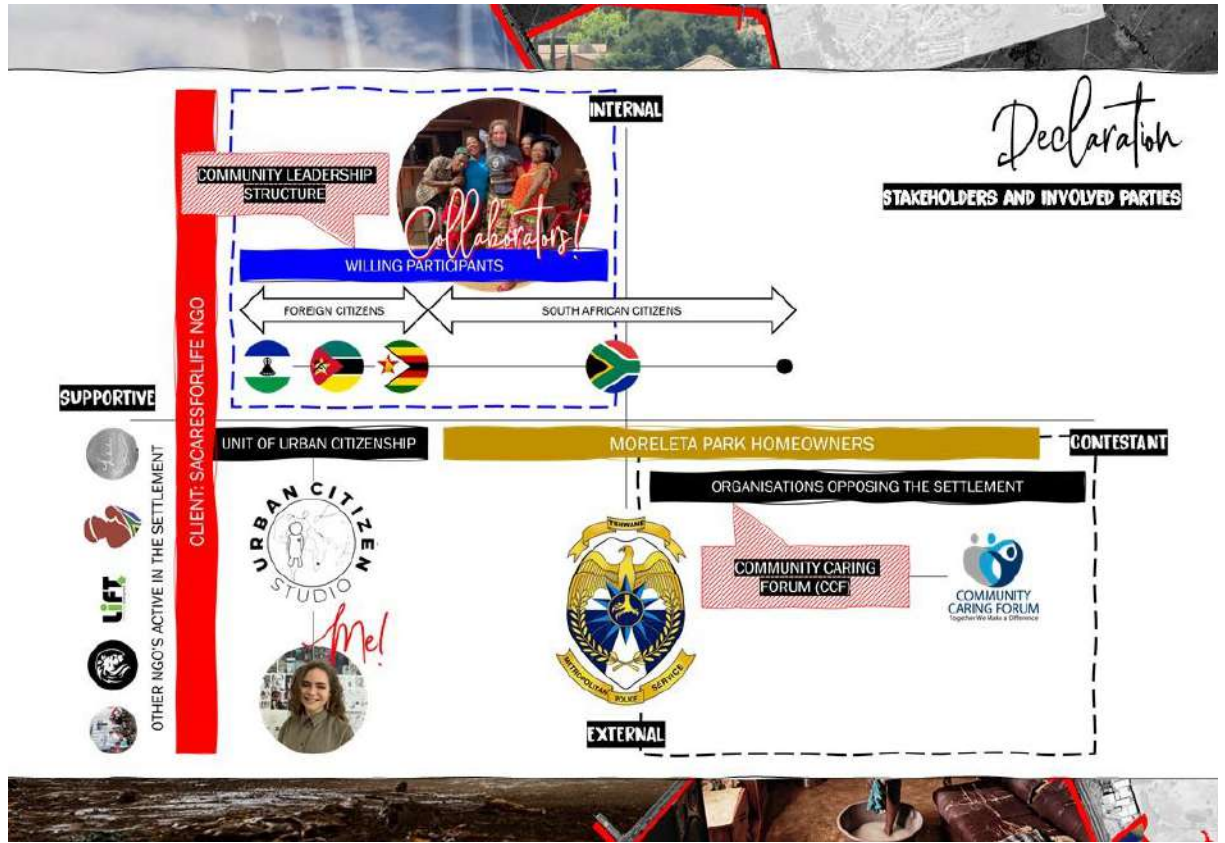 Declaration
STAKEHOLDERS AND INVOLVED PARTIES
INTERNAL
COMMUNITY LEADERSHIP
STRUCTURE
Collaborators!
WILLING PARTICIPANTS
FOREIGN CITIZENS
SOUTH AFRICAN CITIZENS
CLIENT: SACARESFORLIFE NGO
SUPPORTIVE
CONTESTANT
UNIT OF URBAN CITIZENSHIP
MORELETA PARK HOMEOWNERS
ORGANISATIONS OPPOSING THE SETTLEMENT
OTHER NGO'S ACTIVE IN THE SETTLEMENT
LiFT
URBAN CITIZEN
STUDIO
Me!
TSHWANE
METROPOLITAN POLICE SERVICE
COMMUNITY CARING
FORUM (CCF)
COMMUNITY
CARING FORUM
Together We Make a Difference
EXTERNAL